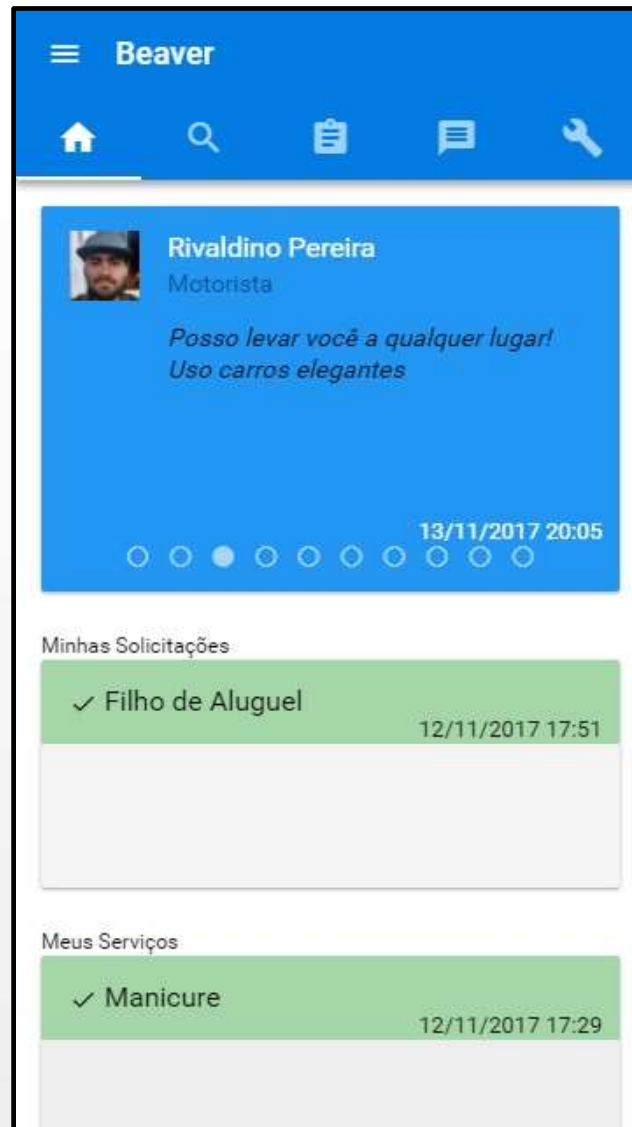 Beaver
Rivaldino Pereira
Motorista
Posso levar você a qualquer lugar!
Uso carros elegantes
13/11/2017 20:05
Minhas Solicitações
Filho de Aluguel
12/11/2017 17:51
Meus Serviços
Manicure
12/11/2017 17:29